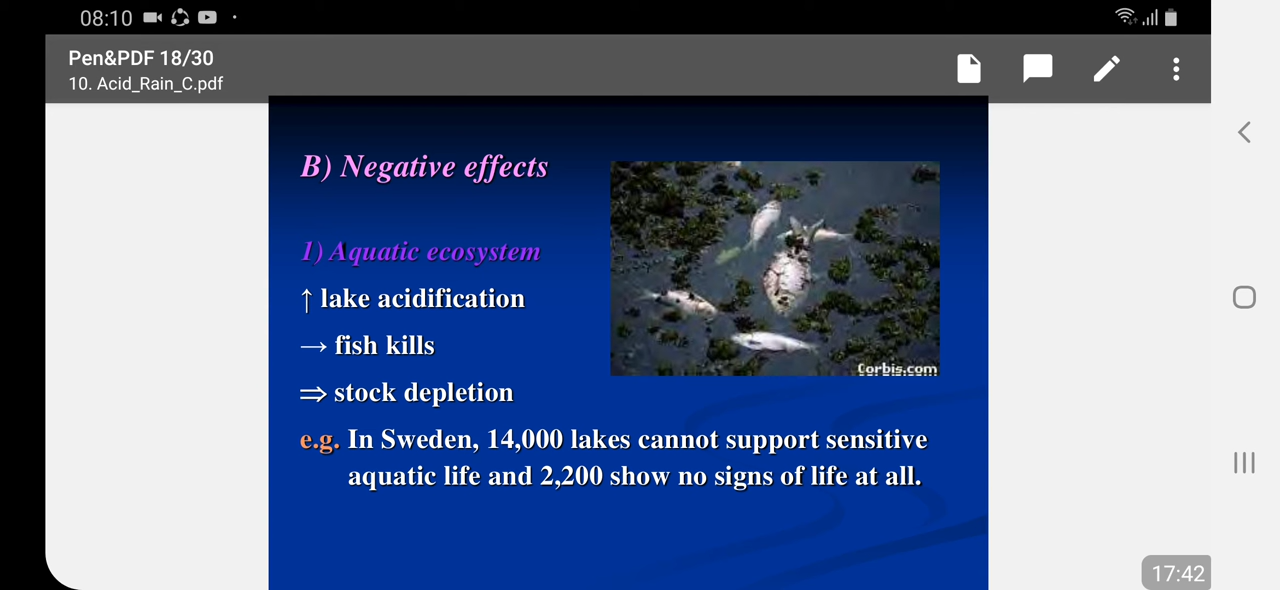 08:10
Pen&PDF 18/30
10. Acid_Rain_C.pdf
B) Negative effects
1) Aquatic ecosystem
↑ lake acidification
→ fish kills
⇒ stock depletion
e.g. In Sweden, 14,000 lakes cannot support sensitive
aquatic life and 2,200 show no signs of life at all.
Corbis.com
17:42